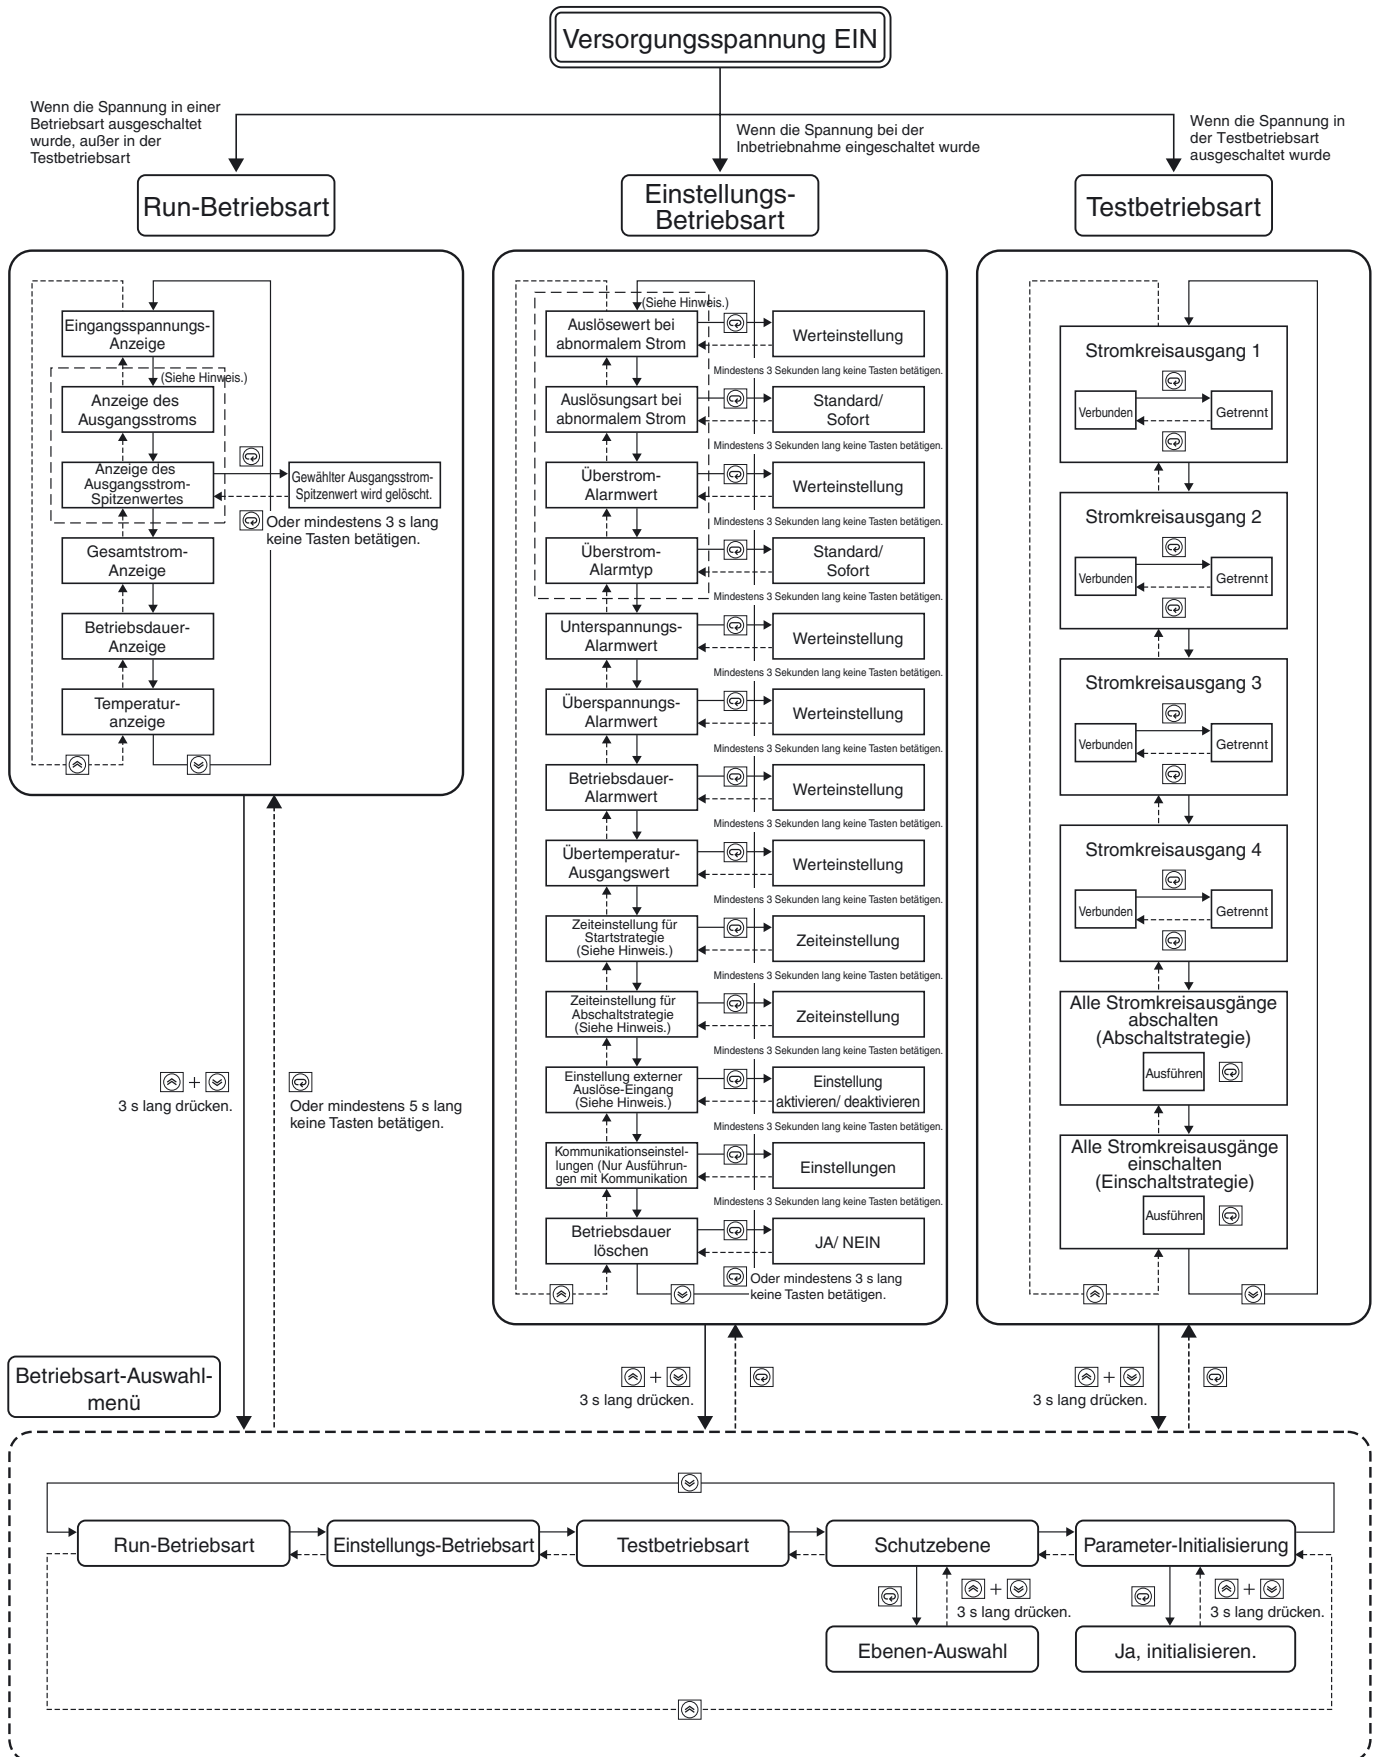 Versorgungsspannung EIN
Wenn die Spannung in einer
Betriebsart ausgeschaltet
wurde, außer in der
Testbetriebsart
Wenn die Spannung bei der
Inbetriebnahme eingeschaltet wurde
Wenn die Spannung in
der Testbetriebsart
ausgeschaltet wurde
Run-Betriebsart
Einstellungs-
Betriebsart
Testbetriebsart
Eingangsspannungs-
Anzeige
(Siehe Hinweis.)
Anzeige des
Ausgangsstroms
Anzeige des
Ausgangsstrom-
Spitzenwertes
Gewählter Ausgangsstrom-
Spitzenwert wird gelöscht.
Oder mindestens 3 s lang
keine Tasten betätigen.
Gesamtstrom-
Anzeige
Betriebsdauer-
Anzeige
Temperatur-
anzeige
(Siehe Hinweis.)
Auslösewert bei
abnormalem Strom
Werteinstellung
Mindestens 3 Sekunden lang keine Tasten betätigen.
Auslösungsart bei
abnormalem Strom
Standard/
Sofort
Mindestens 3 Sekunden lang keine Tasten betätigen.
Überstrom-
Alarmwert
Werteinstellung
Mindestens 3 Sekunden lang keine Tasten betätigen.
Überstrom-
Alarmtyp
Standard/
Sofort
Mindestens 3 Sekunden lang keine Tasten betätigen.
Unterspannungs-
Alarmwert
Werteinstellung
Mindestens 3 Sekunden lang keine Tasten betätigen.
Überspannungs-
Alarmwert
Werteinstellung
Mindestens 3 Sekunden lang keine Tasten betätigen.
Betriebsdauer-
Alarmwert
Werteinstellung
Mindestens 3 Sekunden lang keine Tasten betätigen.
Übertemperatur-
Ausgangswert
Werteinstellung
Mindestens 3 Sekunden lang keine Tasten betätigen.
Zeiteinstellung für
Startstrategie
(Siehe Hinweis.)
Zeiteinstellung
Mindestens 3 Sekunden lang keine Tasten betätigen.
Zeiteinstellung für
Abschaltstrategie
(Siehe Hinweis.)
Zeiteinstellung
Mindestens 3 Sekunden lang keine Tasten betätigen.
Einstellung externer
Auslöse-Eingang
(Siehe Hinweis.)
Einstellung
aktivieren/ deaktivieren
Mindestens 3 Sekunden lang keine Tasten betätigen.
Kommunikationseinstel-
lungen (Nur Ausführun-
gen mit Kommunikation
Einstellungen
Mindestens 3 Sekunden lang keine Tasten betätigen.
Betriebsdauer
löschen
JA/ NEIN
Oder mindestens 3 s lang
keine Tasten betätigen.
Stromkreisausgang 1
Verbunden
Getrennt
Stromkreisausgang 2
Verbunden
Getrennt
Stromkreisausgang 3
Verbunden
Getrennt
Stromkreisausgang 4
Verbunden
Getrennt
Alle Stromkreisausgänge
abschalten
(Abschaltstrategie)
Ausführen
Alle Stromkreisausgänge
einschalten
(Einschaltstrategie)
Ausführen
+
3 s lang drücken.
Oder mindestens 5 s lang
keine Tasten betätigen.
+
3 s lang drücken.
+
3 s lang drücken.
Betriebsart-Auswahl-
menü
Run-Betriebsart
Einstellungs-Betriebsart
Testbetriebsart
Schutzebene
Parameter-Initialisierung
+
3 s lang drücken.
+
3 s lang drücken.
Ebenen-Auswahl
Ja, initialisieren.